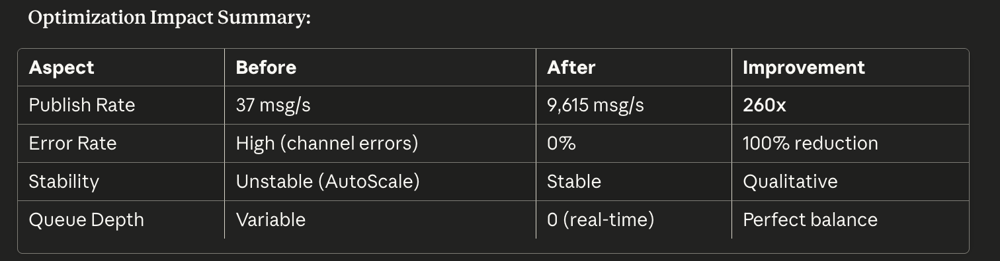 Optimization Impact Summary:
Aspect Before After Improvement
Publish Rate 37 msg/s 9,615 msg/s 260x
Error Rate High (channel errors) 0% 100% reduction
Stability Unstable (AutoScale) Stable Qualitative
Queue Depth Variable 0 (real-time) Perfect balance